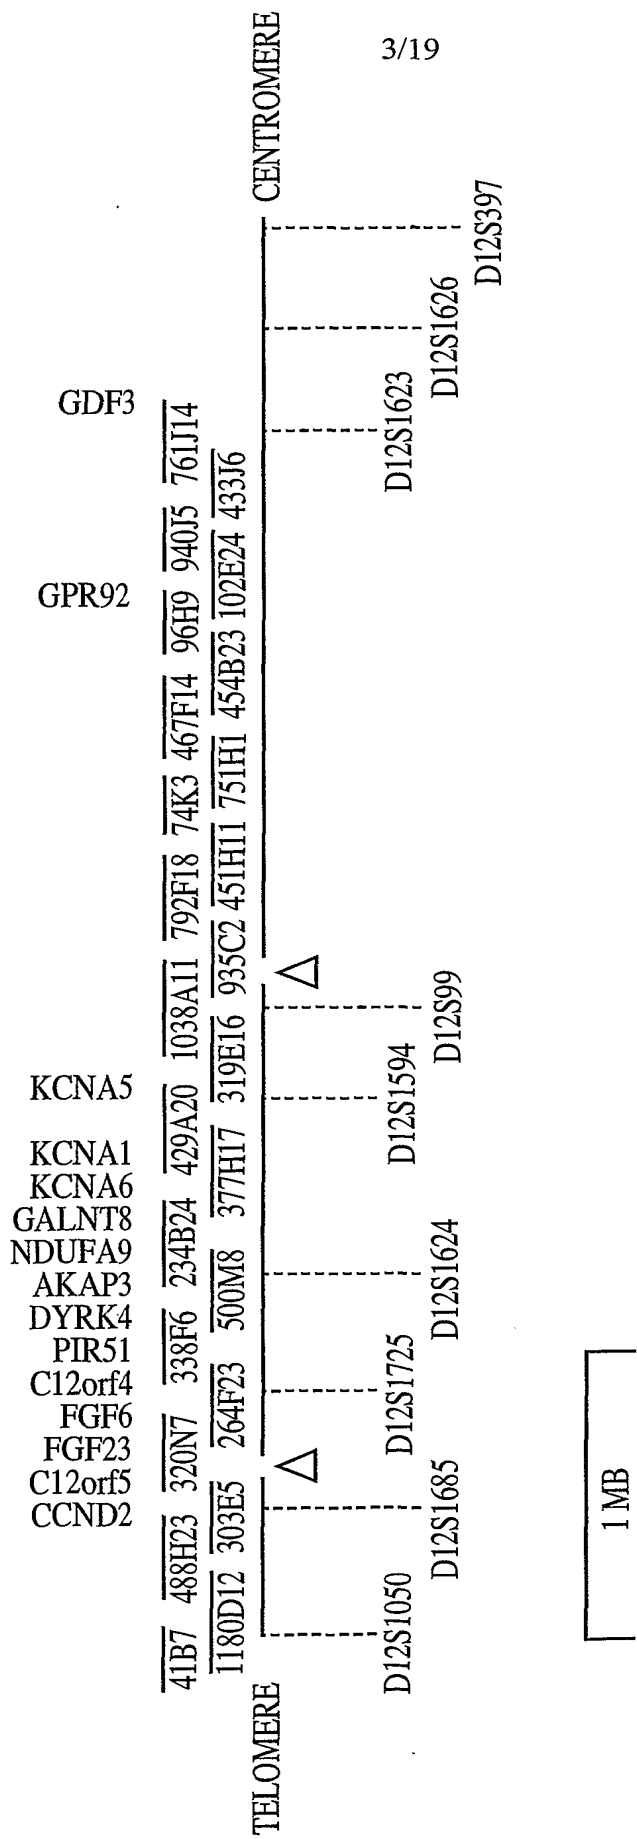 3/19
CENTROMERE
TELOMERE
GDF3
GPR92
KCNA5
KCNA1
KCNA6
GALNT8
NDUFA9
AKAP3
DYRK4
PIR51
C12orf4
FGF6
FGF23
C12orf5
CCND2
41B7
488H23
320N7
338F6
234B24
429A20
1038A11
792F18
74K3
467F14
96H9
940J5
761J14
1180D12
303E5
264F23
500M8
377H17
319E16
935C2
451H11
751H1
454B23
102E24
433J6
D12S1050
D12S1685
D12S1725
D12S1624
D12S1594
D12S99
D12S1623
D12S1626
D12S397
1 MB